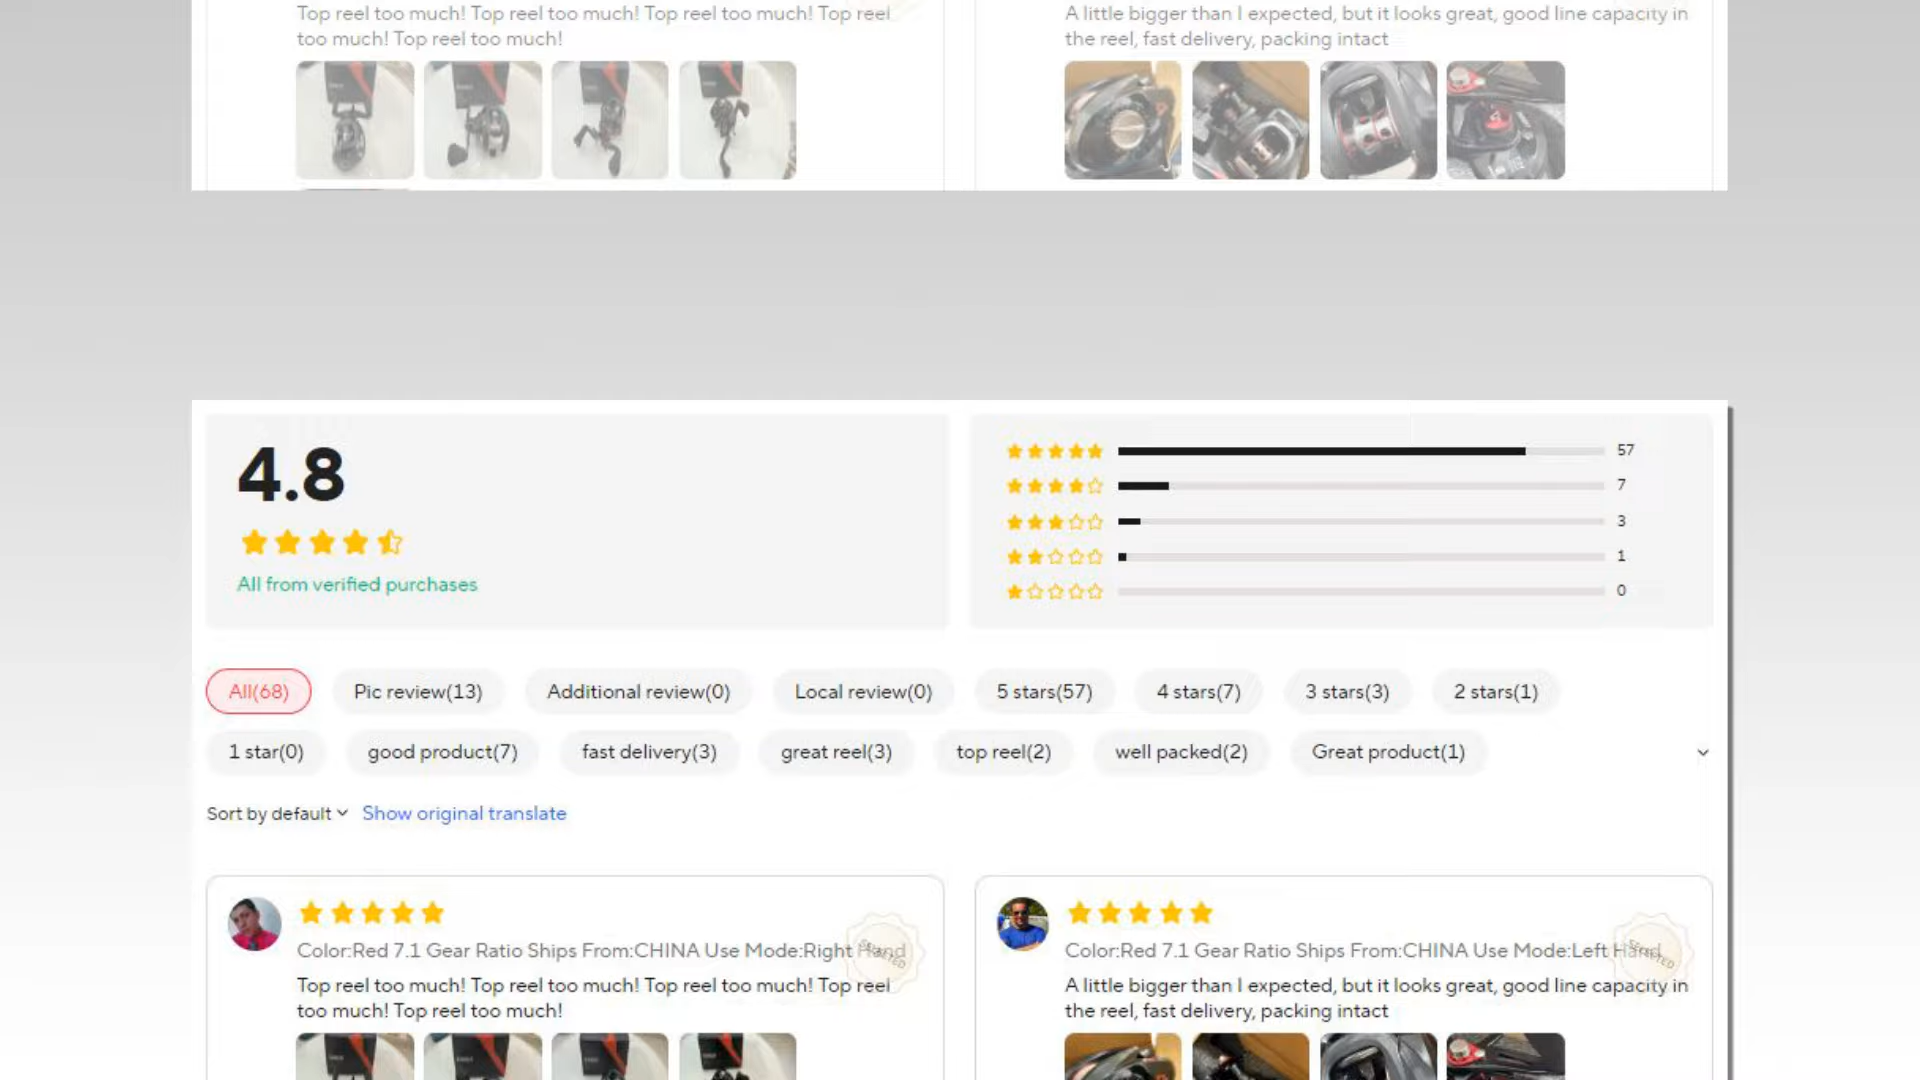 Top reel too much! Top reel too much! Top reel too much! Top reel
too much! Top reel too much!
A little bigger than I expected, but it looks great, good line capacity in
the reel, fast delivery, packing intact
4.8
All from verified purchases
57
7
3
1
0
All(68)
Pic review(13)
Additional review(0)
Local review(0)
5 stars(57)
4 stars(7)
3 stars(3)
2 stars(1)
1 star(0)
good product(7)
fast delivery(3)
great reel(3)
top reel(2)
well packed(2)
Great product(1)
Sort by default
Show original translate
Color:Red 7.1 Gear Ratio Ships From:CHINA Use Mode:Right Hand
SELECTED
Top reel too much! Top reel too much! Top reel too much! Top reel
too much! Top reel too much!
Color:Red 7.1 Gear Ratio Ships From:CHINA Use Mode:Left Hand
SELECTED
A little bigger than I expected, but it looks great, good line capacity in
the reel, fast delivery, packing intact